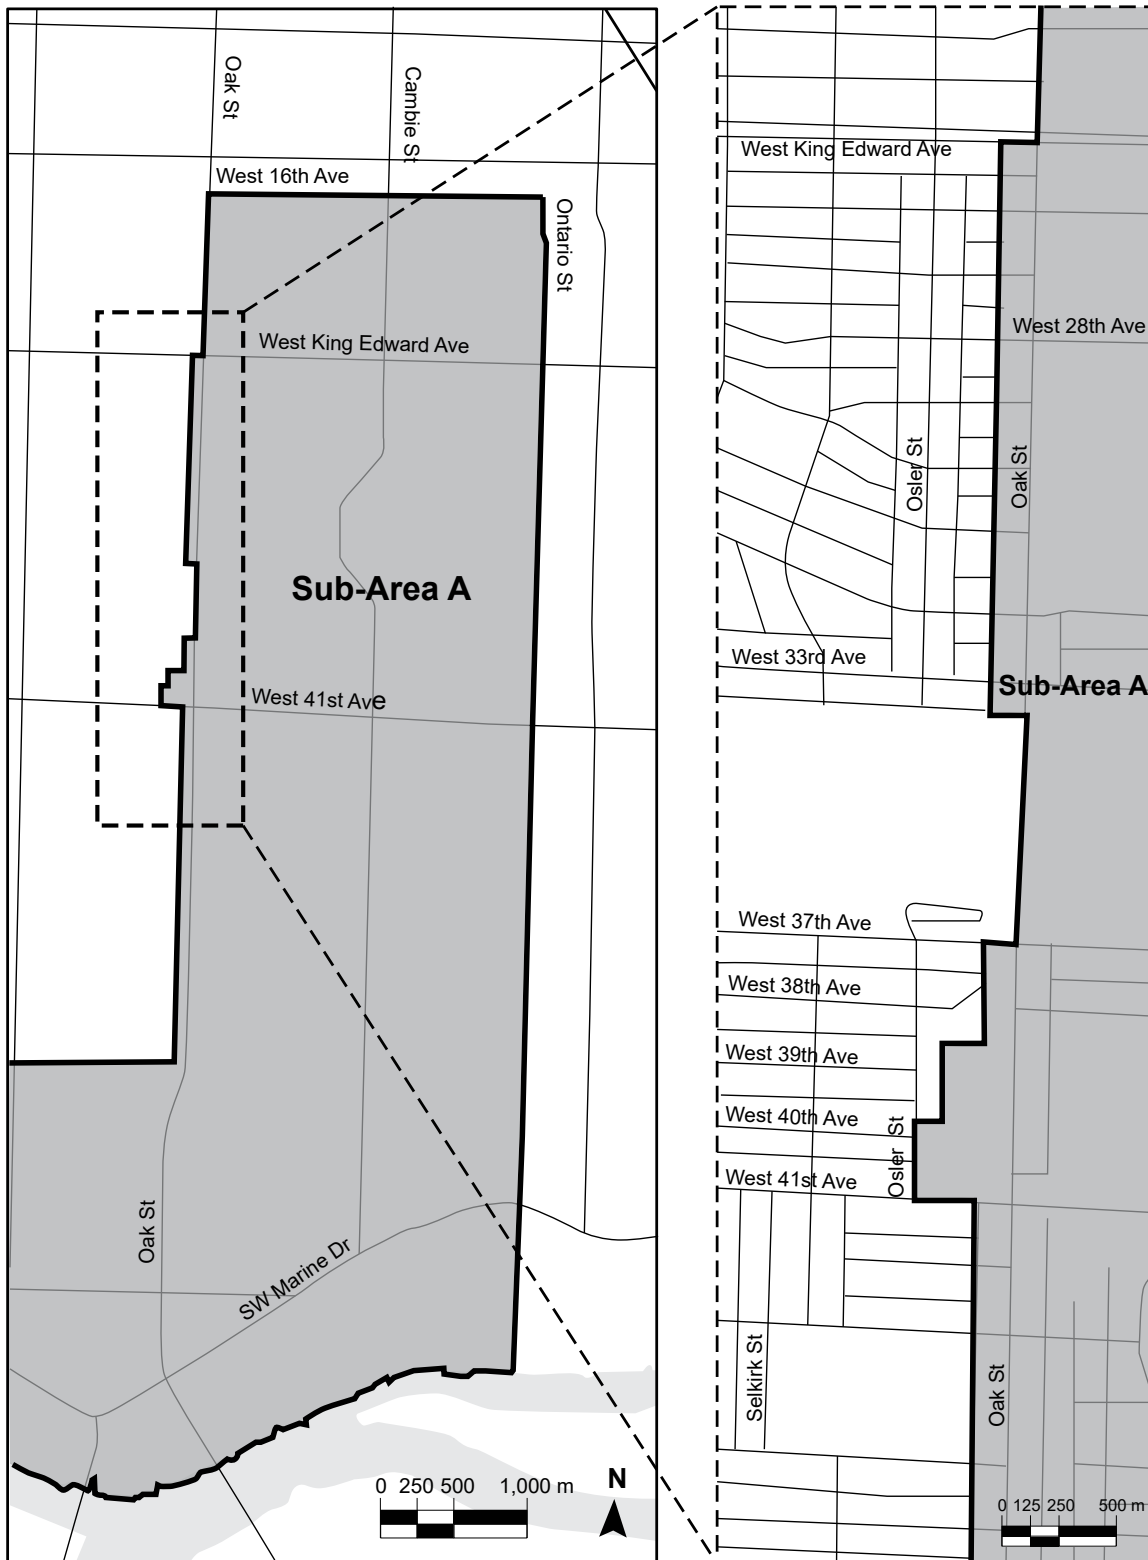 Oak St
Cambie St
West 16th Ave
Ontario St
West King Edward Ave
Sub-Area A
West 41st Ave
Oak St
SW Marine Dr
0 250 500 1,000 m
N
West King Edward Ave
West 28th Ave
Osler St
Oak St
West 33rd Ave
Sub-Area A
West 37th Ave
West 38th Ave
West 39th Ave
West 40th Ave
Osler St
West 41st Ave
Selkirk St
Oak St
0 125 250 500 m